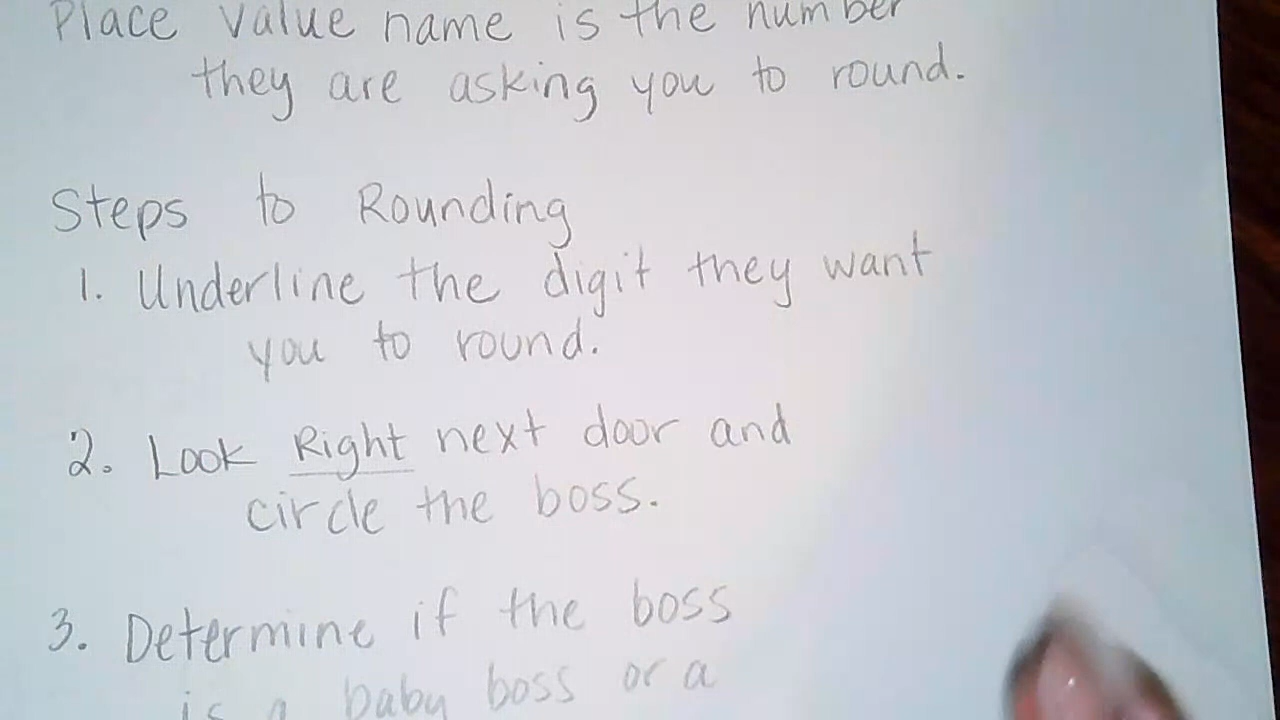 Place value name is the number
they are asking you to round.
Steps to Rounding
1. Underline the digit they want
you to round.
2. Look Right next door and
circle the boss.
3. Determine if the boss
is a baby boss or a